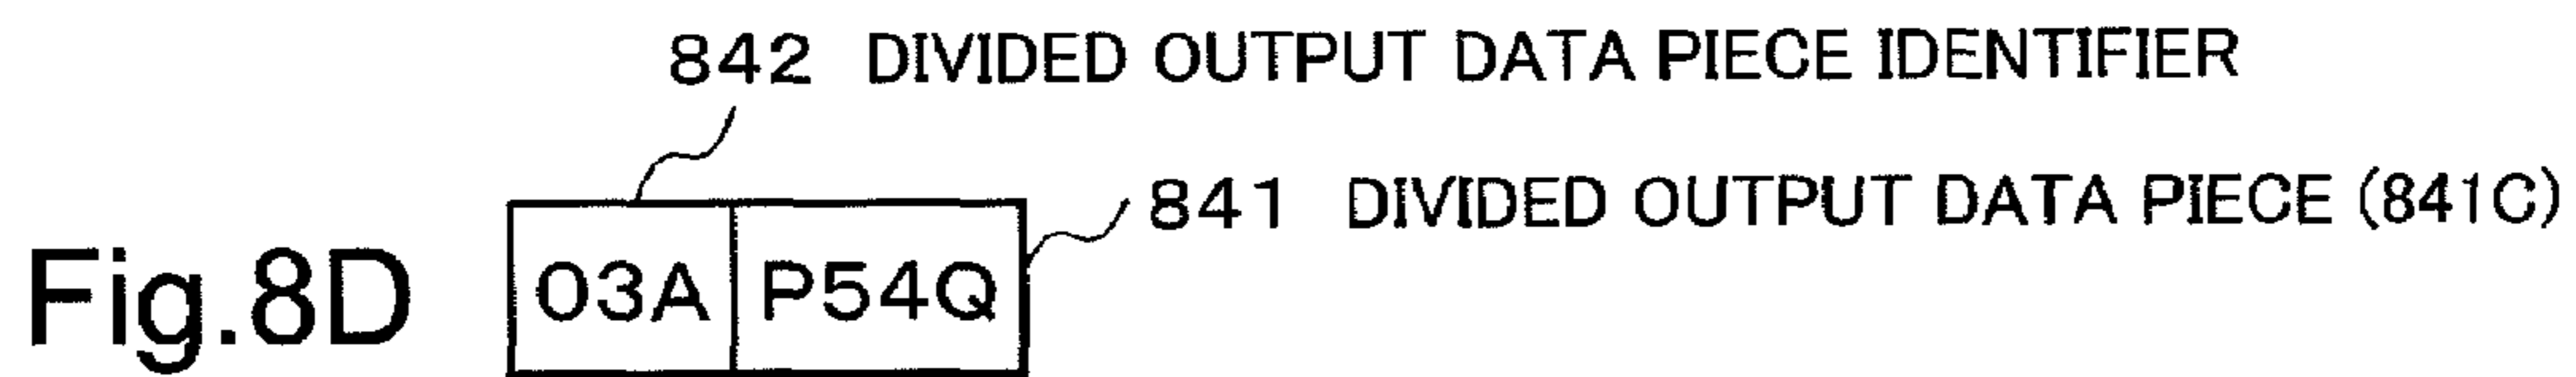 842 DIVIDED OUTPUT DATA PIECE IDENTIFIER
841 DIVIDED OUTPUT DATA PIECE (841C)
Fig.8D 03A P54Q